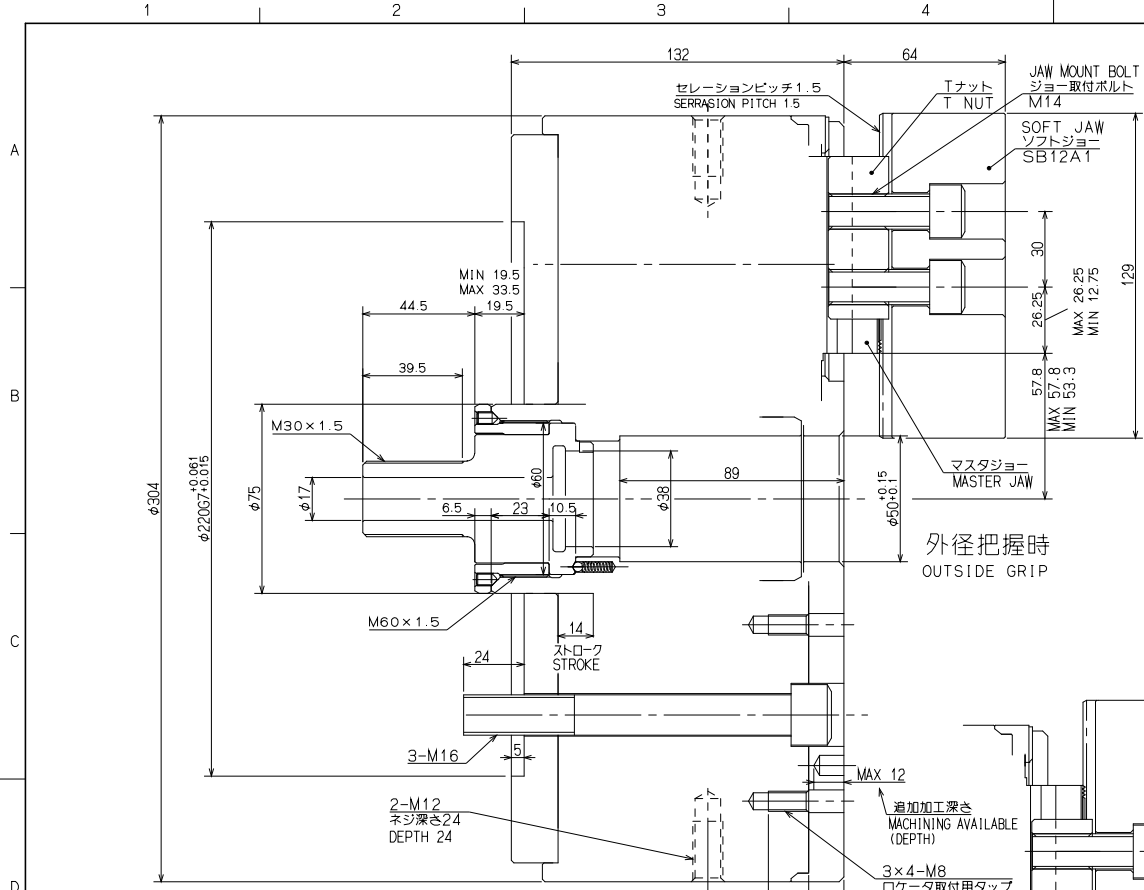 1
2
3
4
A
B
C
D
132
64
セレーションピッチ1.5
SERRASION PITCH 1.5
Tナット
T NUT
JAW MOUNT BOLT
ジョー取付ボルト
M14
SOFT JAW
ソフトジョー
SB12A1
129
30
26.25
MAX 26.25
MIN 12.75
57.8
MAX 57.8
MIN 53.3
MIN 19.5
MAX 33.5
44.5
19.5
39.5
M30×1.5
φ304
φ220G7+0.061
+0.015
φ75
φ17
6.5
23
10.5
φ60
φ38
89
φ50+0.15
+0.1
マスタジョー
MASTER JAW
外径把握時
OUTSIDE GRIP
M60×1.5
14
ストローク
STROKE
24
3-M16
5
MAX 12
追加加工深さ
MACHINING AVAILABLE
(DEPTH)
2-M12
ネジ深さ24
DEPTH 24
3×4-M8
ロケータ取付用タップ